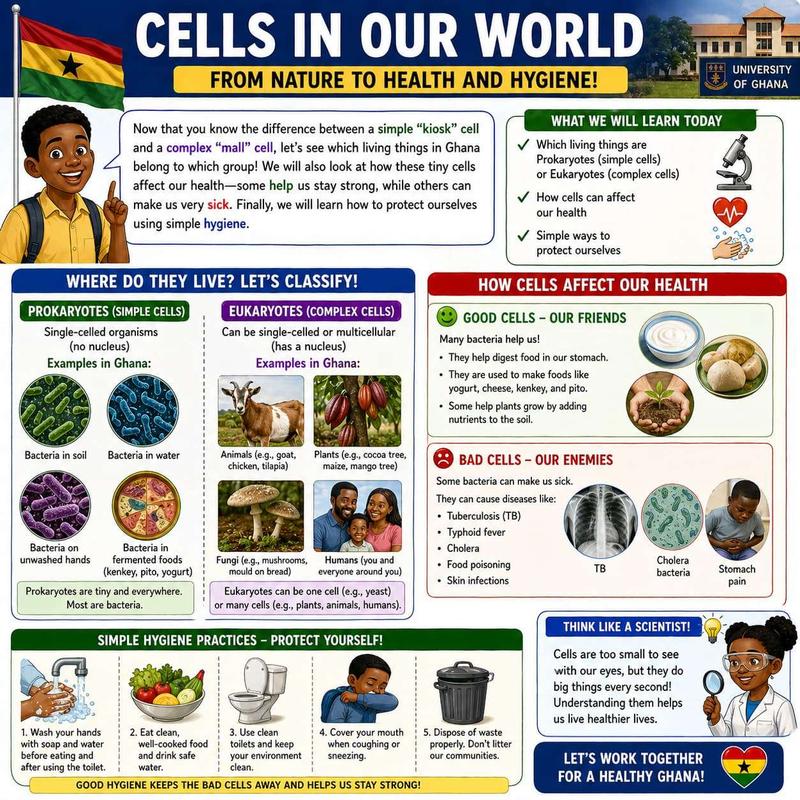 CELLS IN OUR WORLD
FROM NATURE TO HEALTH AND HYGIENE!
UNIVERSITY
OF GHANA
Now that you know the difference between a simple “kiosk” cell
and a complex “mall” cell, let’s see which living things in Ghana
belong to which group! We will also look at how these tiny cells
affect our health—some help us stay strong, while others can
make us very sick. Finally, we will learn how to protect ourselves
using simple hygiene.
WHAT WE WILL LEARN TODAY
✓ Which living things are
Prokaryotes (simple cells)
or Eukaryotes (complex cells)
✓ How cells can affect
our health
✓ Simple ways to
protect ourselves
WHERE DO THEY LIVE? LET’S CLASSIFY!
PROKARYOTES (SIMPLE CELLS)
Single-celled organisms
(no nucleus)
Examples in Ghana:
Bacteria in soil
Bacteria in water
Bacteria on
unwashed hands
Bacteria in
fermented foods
(kenkey, pito, yogurt)
Prokaryotes are tiny and everywhere.
Most are bacteria.
EUKARYOTES (COMPLEX CELLS)
Can be single-celled or multicellular
(has a nucleus)
Examples in Ghana:
Animals (e.g., goat,
chicken, tilapia)
Plants (e.g., cocoa tree,
maize, mango tree)
Fungi (e.g., mushrooms,
mould on bread)
Humans (you and
everyone around you)
Eukaryotes can be one cell (e.g., yeast)
or many cells (e.g., plants, animals, humans).
HOW CELLS AFFECT OUR HEALTH
GOOD CELLS – OUR FRIENDS
Many bacteria help us!
• They help digest food in our stomach.
• They are used to make foods like
yogurt, cheese, kenkey, and pito.
• Some help plants grow by adding
nutrients to the soil.
BAD CELLS – OUR ENEMIES
Some bacteria can make us sick.
They can cause diseases like:
• Tuberculosis (TB)
• Typhoid fever
• Cholera
• Food poisoning
• Skin infections
TB
Cholera
bacteria
Stomach
pain
SIMPLE HYGIENE PRACTICES – PROTECT YOURSELF!
1. Wash your hands
with soap and water
before eating and
after using the toilet.
2. Eat clean,
well-cooked food
and drink safe
water.
3. Use clean
toilets and keep
your environment
clean.
4. Cover your mouth
when coughing or
sneezing.
5. Dispose of waste
properly. Don’t litter
our communities.
GOOD HYGIENE KEEPS THE BAD CELLS AWAY AND HELPS US STAY STRONG!
THINK LIKE A SCIENTIST!
Cells are too small to see
with our eyes, but they do
big things every second!
Understanding them helps
us live healthier lives.
LET’S WORK TOGETHER
FOR A HEALTHY GHANA!